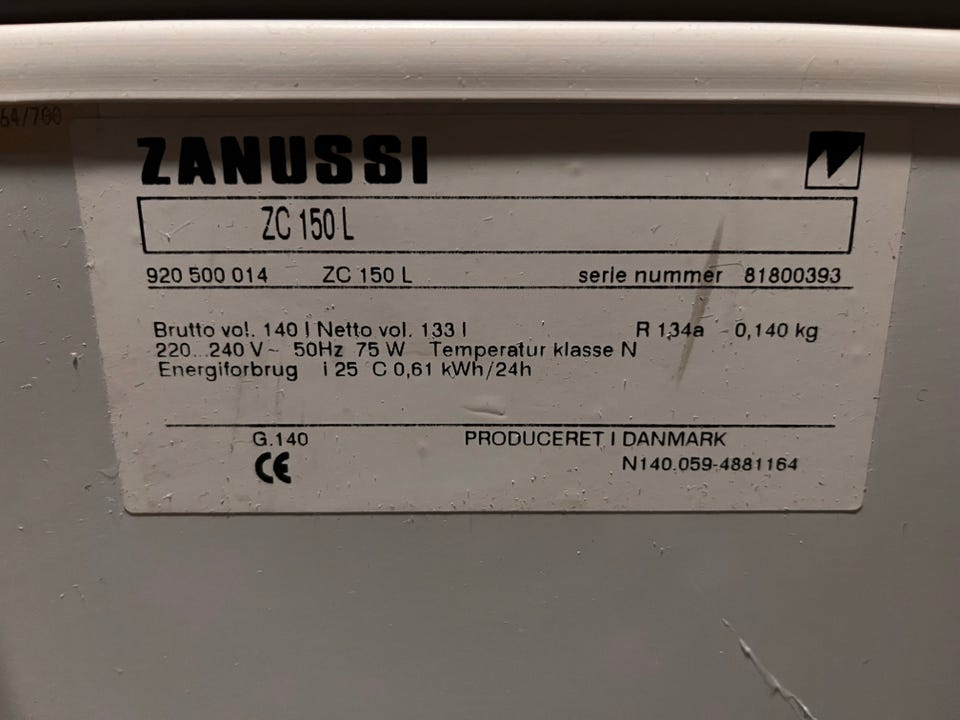 64/700
ZANUSSI
ZC 150 L
920 500 014 ZC 150 L serie nummer 81800393
Brutto vol. 140 l Netto vol. 133 l R 134a 0,140 kg
220...240 V~ 50Hz 75 W Temperatur klasse N
Energiforbrug i 25 °C 0,61 kWh/24h
G.140 PRODUCERET I DANMARK
CE N140.059-4881164